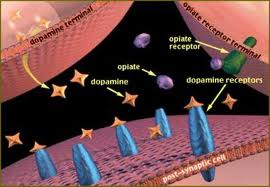 dopamine terminal
opiate receptor terminal
opiate
receptor
opiate
dopamine
dopamine receptors
post-synaptic cell